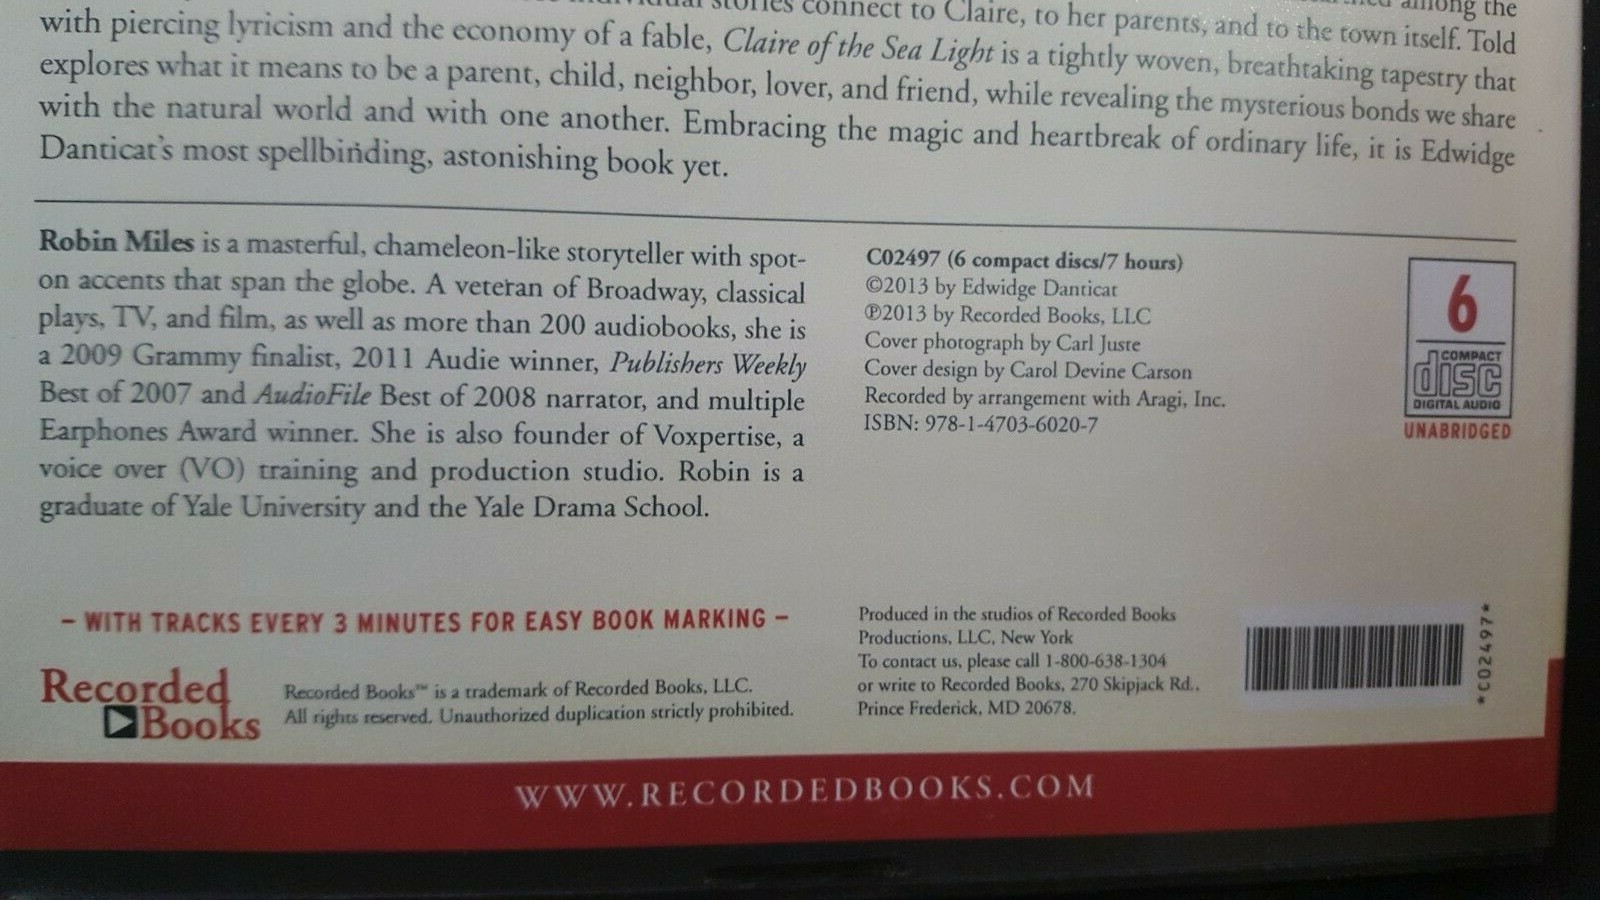 stories connect to Claire, to her parents, and to the town itself. Told
among the
with piercing lyricism and the economy of a fable, Claire of the Sea Light is a tightly woven, breathtaking tapestry that
explores what it means to be a parent, child, neighbor, lover, and friend, while revealing the mysterious bonds we share
with the natural world and with one another. Embracing the magic and heartbreak of ordinary life, it is Edwidge
Danticat's most spellbinding, astonishing book yet.
Robin Miles is a masterful, chameleon-like storyteller with spot-
on accents that span the globe. A veteran of Broadway, classical
plays, TV, and film, as well as more than 200 audiobooks, she is
a 2009 Grammy finalist, 2011 Audie winner, Publishers Weekly
Best of 2007 and AudioFile Best of 2008 narrator, and multiple
Earphones Award winner. She is also founder of Voxpertise, a
voice over (VO) training and production studio. Robin is a
graduate of Yale University and the Yale Drama School.
C02497 (6 compact discs/7 hours)
©2013 by Edwidge Danticat
℗2013 by Recorded Books, LLC
Cover photograph by Carl Juste
Cover design by Carol Devine Carson
Recorded by arrangement with Aragi, Inc.
ISBN: 978-1-4703-6020-7
6
COMPACT
disc
DIGITAL AUDIO
UNABRIDGED
– WITH TRACKS EVERY 3 MINUTES FOR EASY BOOK MARKING –
Recorded
Books
Recorded Books™ is a trademark of Recorded Books, LLC.
All rights reserved. Unauthorized duplication strictly prohibited.
Produced in the studios of Recorded Books
Productions, LLC, New York
To contact us, please call 1-800-638-1304
or write to Recorded Books, 270 Skipjack Rd.,
Prince Frederick, MD 20678.
*C02497*
WWW.RECORDEDBOOKS.COM